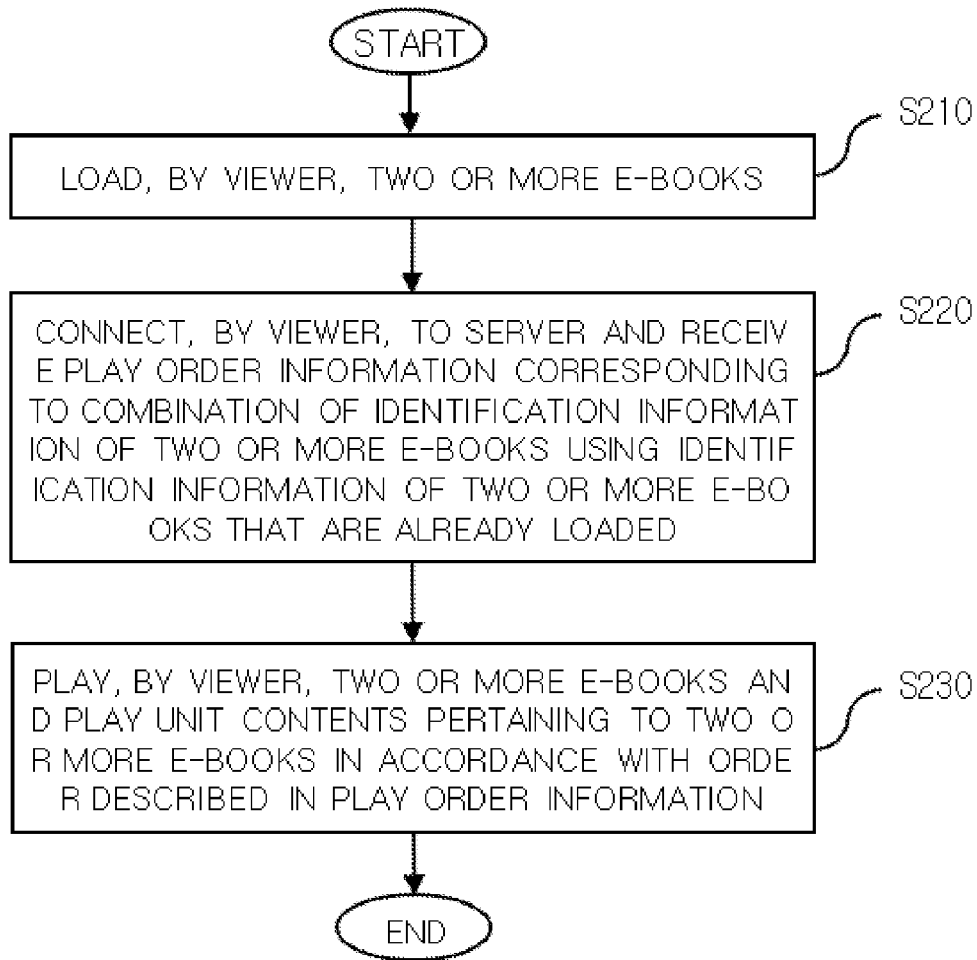 START
S210
LOAD, BY VIEWER, TWO OR MORE E-BOOKS
S220
CONNECT, BY VIEWER, TO SERVER AND RECEIV
E PLAY ORDER INFORMATION CORRESPONDING
TO COMBINATION OF IDENTIFICATION INFORMAT
ION OF TWO OR MORE E-BOOKS USING IDENTIF
ICATION INFORMATION OF TWO OR MORE E-BO
OKS THAT ARE ALREADY LOADED
S230
PLAY, BY VIEWER, TWO OR MORE E-BOOKS AN
D PLAY UNIT CONTENTS PERTAINING TO TWO O
R MORE E-BOOKS IN ACCORDANCE WITH ORDE
R DESCRIBED IN PLAY ORDER INFORMATION
END